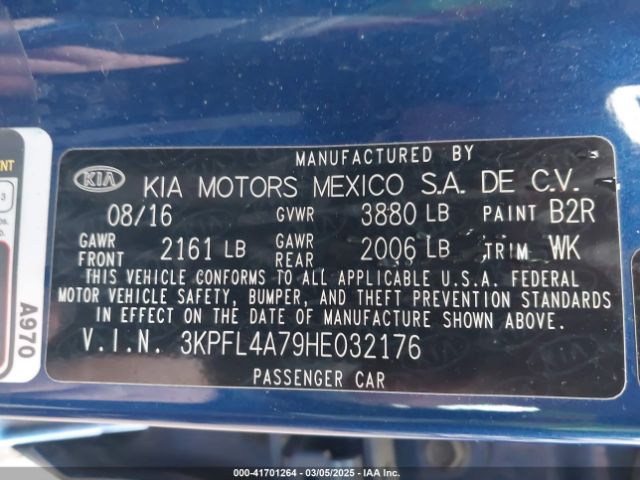 MANUFACTURED BY
KIA KIA MOTORS MEXICO S.A. DE C.V.
08/16 GVWR 3880 LB PAINT B2R
GAWR FRONT 2161 LB GAWR REAR 2006 LB TRIM WK
THIS VEHICLE CONFORMS TO ALL APPLICABLE U.S.A. FEDERAL
MOTOR VEHICLE SAFETY, BUMPER, AND THEFT PREVENTION STANDARDS
IN EFFECT ON THE DATE OF MANUFACTURE SHOWN ABOVE.
V.I.N. 3KPFL4A79HE032176
PASSENGER CAR
A970
000-41701264 - 03/05/2025 - IAA Inc.